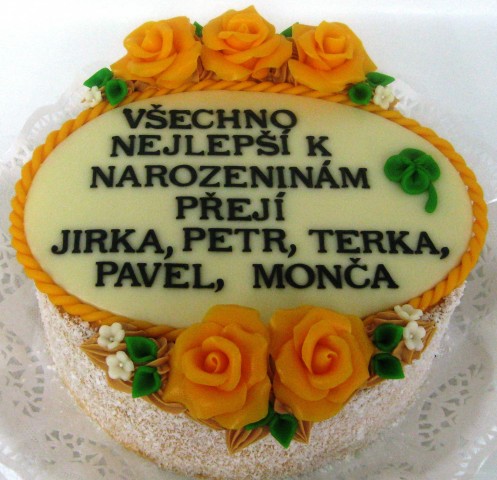 VŠECHNO
NEJLEPŠÍ K
NAROZENINÁM
PŘEJÍ
JIRKA, PETR, TERKA,
PAVEL, MONČA